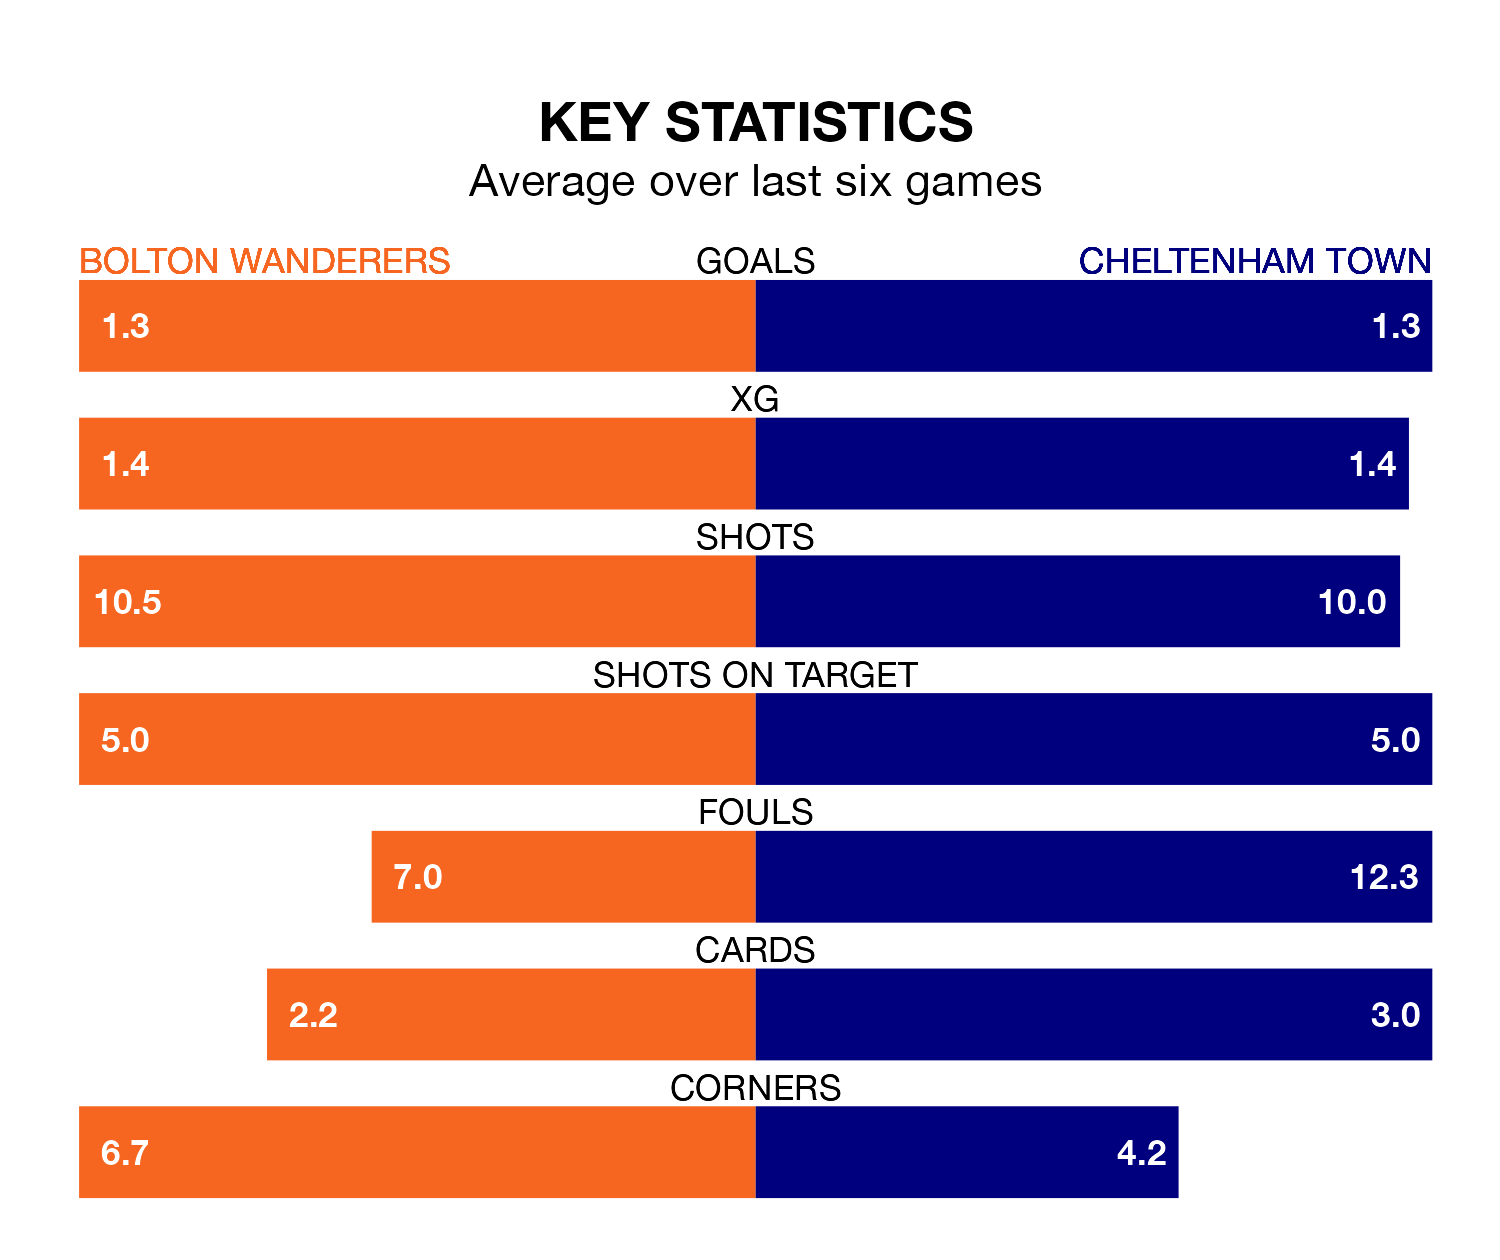 KEY STATISTICS
Average over last six games
BOLTON WANDERERS GOALS CHELTENHAM TOWN
1.3 1.3
XG
1.4 1.4
SHOTS
10.5 10.0
SHOTS ON TARGET
5.0 5.0
FOULS
7.0 12.3
CARDS
2.2 3.0
CORNERS
6.7 4.2